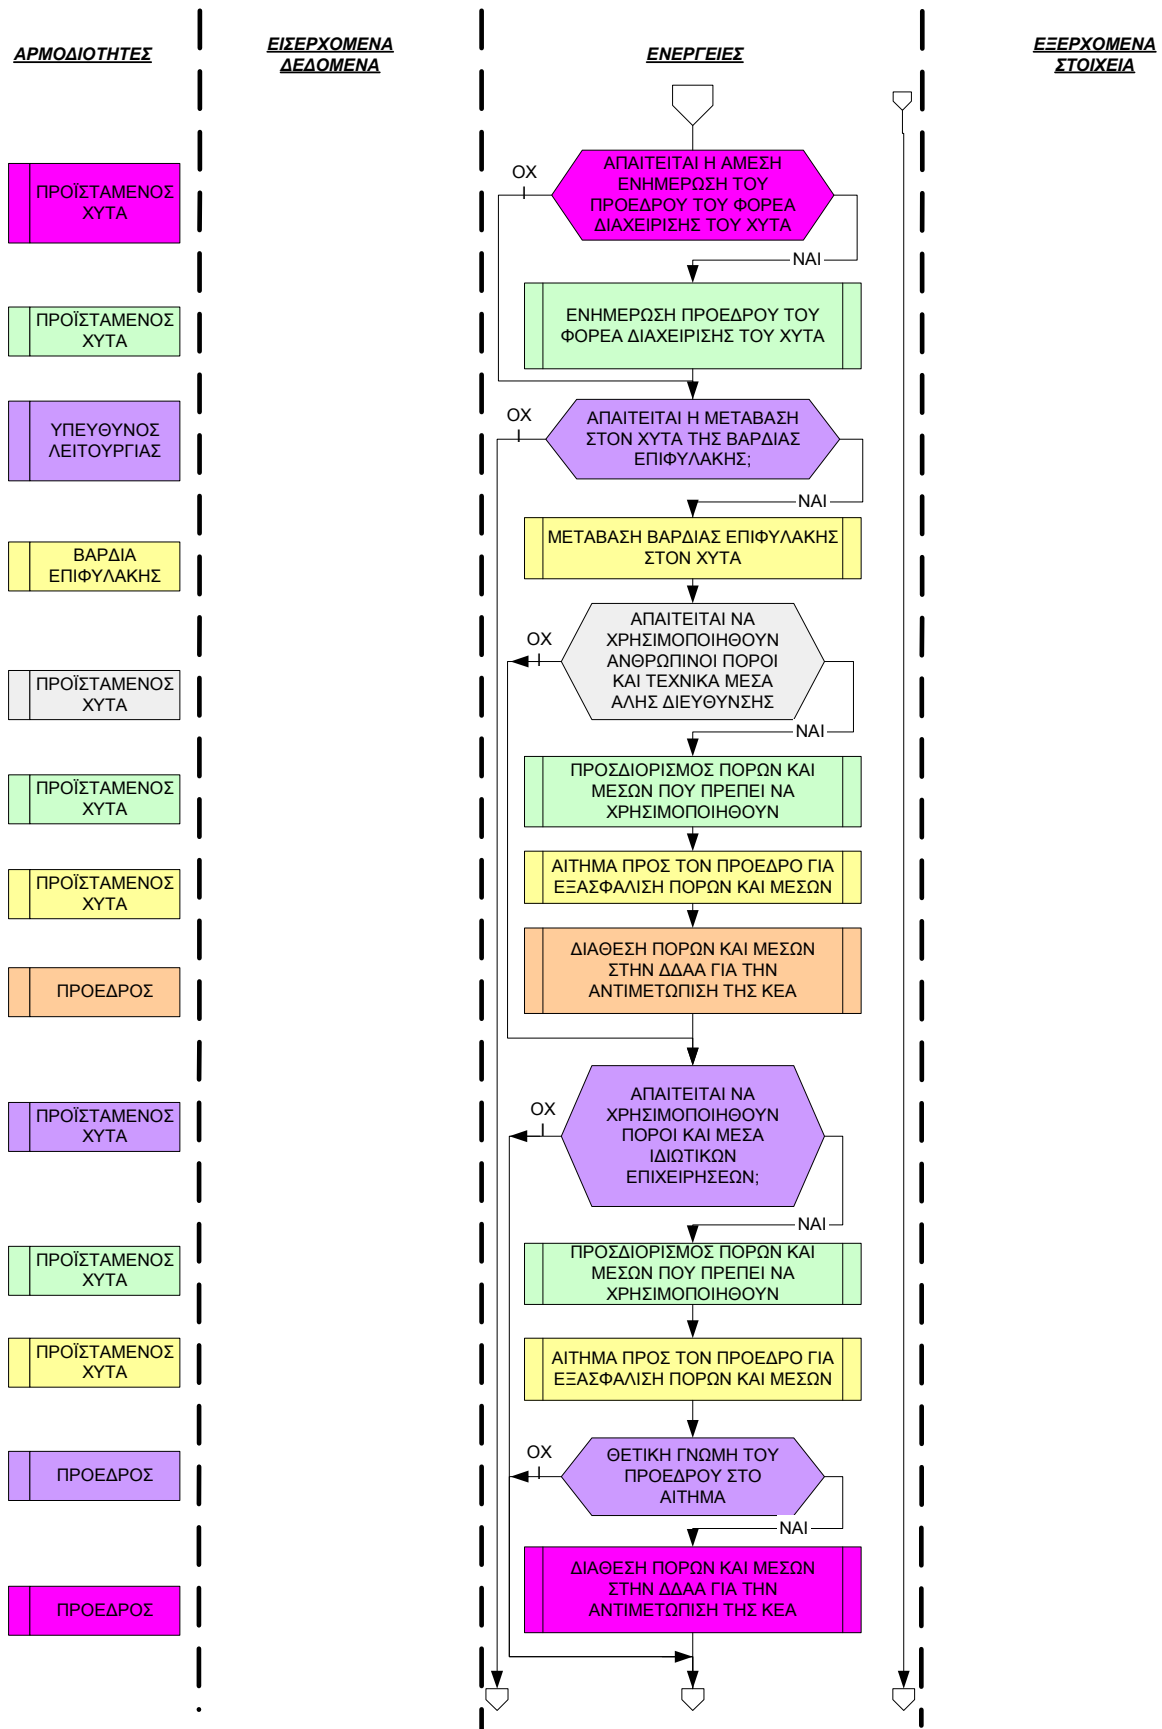 ΑΡΜΟΔΙΟΤΗΤΕΣ
ΕΙΣΕΡΧΟΜΕΝΑ
ΔΕΔΟΜΕΝΑ
ΕΝΕΡΓΕΙΕΣ
ΕΞΕΡΧΟΜΕΝΑ
ΣΤΟΙΧΕΙΑ
ΠΡΟΪΣΤΑΜΕΝΟΣ
ΧΥΤΑ
ΟΧ
ΑΠΑΙΤΕΙΤΑΙ Η ΑΜΕΣΗ
ΕΝΗΜΕΡΩΣΗ ΤΟΥ
ΠΡΟΕΔΡΟΥ ΤΟΥ ΦΟΡΕΑ
ΔΙΑΧΕΙΡΙΣΗΣ ΤΟΥ ΧΥΤΑ
ΝΑΙ
ΠΡΟΪΣΤΑΜΕΝΟΣ
ΧΥΤΑ
ΕΝΗΜΕΡΩΣΗ ΠΡΟΕΔΡΟΥ ΤΟΥ
ΦΟΡΕΑ ΔΙΑΧΕΙΡΙΣΗΣ ΤΟΥ ΧΥΤΑ
ΥΠΕΥΘΥΝΟΣ
ΛΕΙΤΟΥΡΓΙΑΣ
ΟΧ
ΑΠΑΙΤΕΙΤΑΙ Η ΜΕΤΑΒΑΣΗ
ΣΤΟΝ ΧΥΤΑ ΤΗΣ ΒΑΡΔΙΑΣ
ΕΠΙΦΥΛΑΚΗΣ;
ΝΑΙ
ΒΑΡΔΙΑ
ΕΠΙΦΥΛΑΚΗΣ
ΜΕΤΑΒΑΣΗ ΒΑΡΔΙΑΣ ΕΠΙΦΥΛΑΚΗΣ
ΣΤΟΝ ΧΥΤΑ
ΠΡΟΪΣΤΑΜΕΝΟΣ
ΧΥΤΑ
ΟΧ
ΑΠΑΙΤΕΙΤΑΙ ΝΑ
ΧΡΗΣΙΜΟΠΟΙΗΘΟΥΝ
ΑΝΘΡΩΠΙΝΟΙ ΠΟΡΟΙ
ΚΑΙ ΤΕΧΝΙΚΑ ΜΕΣΑ
ΑΛΗΣ ΔΙΕΥΘΥΝΣΗΣ
ΝΑΙ
ΠΡΟΪΣΤΑΜΕΝΟΣ
ΧΥΤΑ
ΠΡΟΣΔΙΟΡΙΣΜΟΣ ΠΟΡΩΝ ΚΑΙ
ΜΕΣΩΝ ΠΟΥ ΠΡΕΠΕΙ ΝΑ
ΧΡΗΣΙΜΟΠΟΙΗΘΟΥΝ
ΠΡΟΪΣΤΑΜΕΝΟΣ
ΧΥΤΑ
ΑΙΤΗΜΑ ΠΡΟΣ ΤΟΝ ΠΡΟΕΔΡΟ ΓΙΑ
ΕΞΑΣΦΑΛΙΣΗ ΠΟΡΩΝ ΚΑΙ ΜΕΣΩΝ
ΠΡΟΕΔΡΟΣ
ΔΙΑΘΕΣΗ ΠΟΡΩΝ ΚΑΙ ΜΕΣΩΝ
ΣΤΗΝ ΔΔΑΑ ΓΙΑ ΤΗΝ
ΑΝΤΙΜΕΤΩΠΙΣΗ ΤΗΣ ΚΕΑ
ΠΡΟΪΣΤΑΜΕΝΟΣ
ΧΥΤΑ
ΟΧ
ΑΠΑΙΤΕΙΤΑΙ ΝΑ
ΧΡΗΣΙΜΟΠΟΙΗΘΟΥΝ
ΠΟΡΟΙ ΚΑΙ ΜΕΣΑ
ΙΔΙΩΤΙΚΩΝ
ΕΠΙΧΕΙΡΗΣΕΩΝ;
ΝΑΙ
ΠΡΟΪΣΤΑΜΕΝΟΣ
ΧΥΤΑ
ΠΡΟΣΔΙΟΡΙΣΜΟΣ ΠΟΡΩΝ ΚΑΙ
ΜΕΣΩΝ ΠΟΥ ΠΡΕΠΕΙ ΝΑ
ΧΡΗΣΙΜΟΠΟΙΗΘΟΥΝ
ΠΡΟΪΣΤΑΜΕΝΟΣ
ΧΥΤΑ
ΑΙΤΗΜΑ ΠΡΟΣ ΤΟΝ ΠΡΟΕΔΡΟ ΓΙΑ
ΕΞΑΣΦΑΛΙΣΗ ΠΟΡΩΝ ΚΑΙ ΜΕΣΩΝ
ΠΡΟΕΔΡΟΣ
ΟΧ
ΘΕΤΙΚΗ ΓΝΩΜΗ ΤΟΥ
ΠΡΟΕΔΡΟΥ ΣΤΟ
ΑΙΤΗΜΑ
ΝΑΙ
ΠΡΟΕΔΡΟΣ
ΔΙΑΘΕΣΗ ΠΟΡΩΝ ΚΑΙ ΜΕΣΩΝ
ΣΤΗΝ ΔΔΑΑ ΓΙΑ ΤΗΝ
ΑΝΤΙΜΕΤΩΠΙΣΗ ΤΗΣ ΚΕΑ